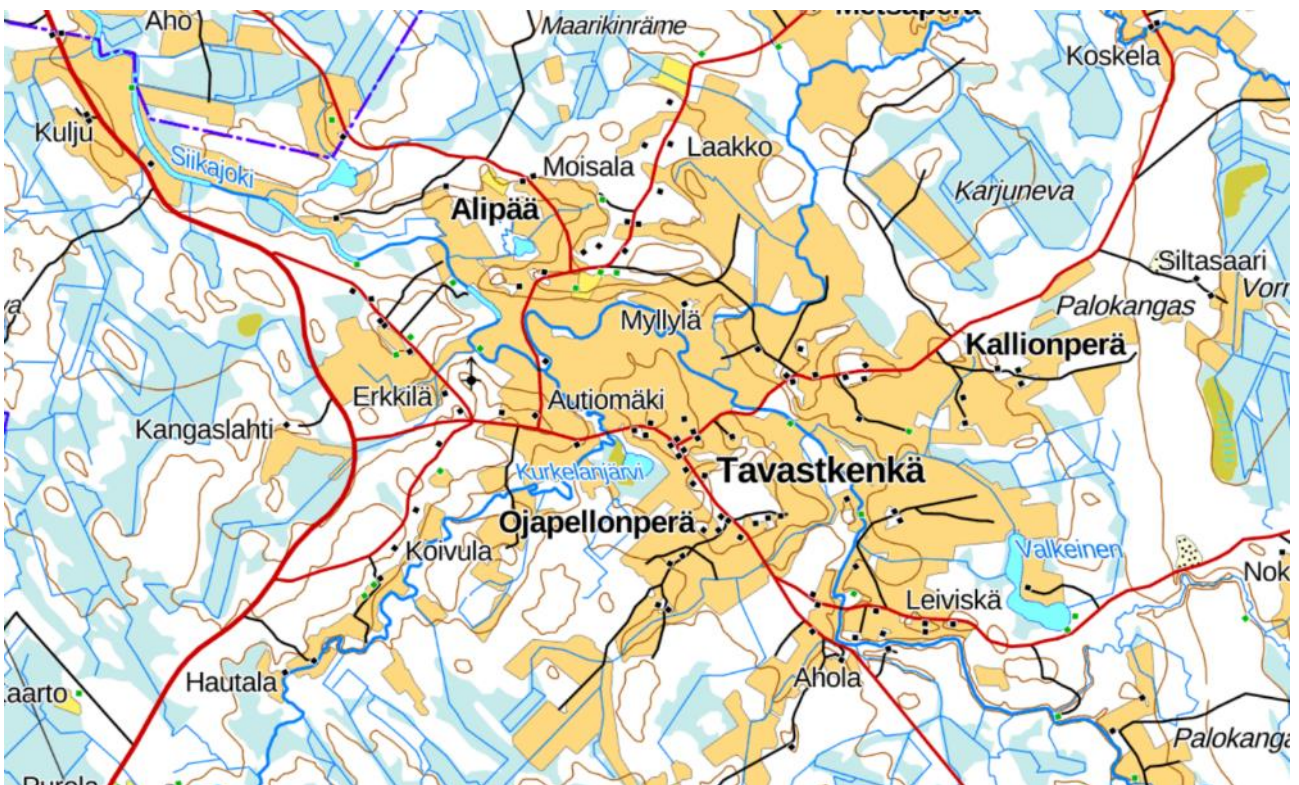 Metsäperä
Aho
Maarikinräme
Koskela
Kulju
Siikajoki
Moisala
Laakko
Karjuneva
Alipää
Siltasaari
Palokangas
Myllylä
Kallionperä
Erkkilä
Autiomäki
Kangaslahti
Kurkelanjärvi
Tavastkenkä
Ojapellonperä
Koivula
Valkeinen
Leiviskä
Hautala
Ahola